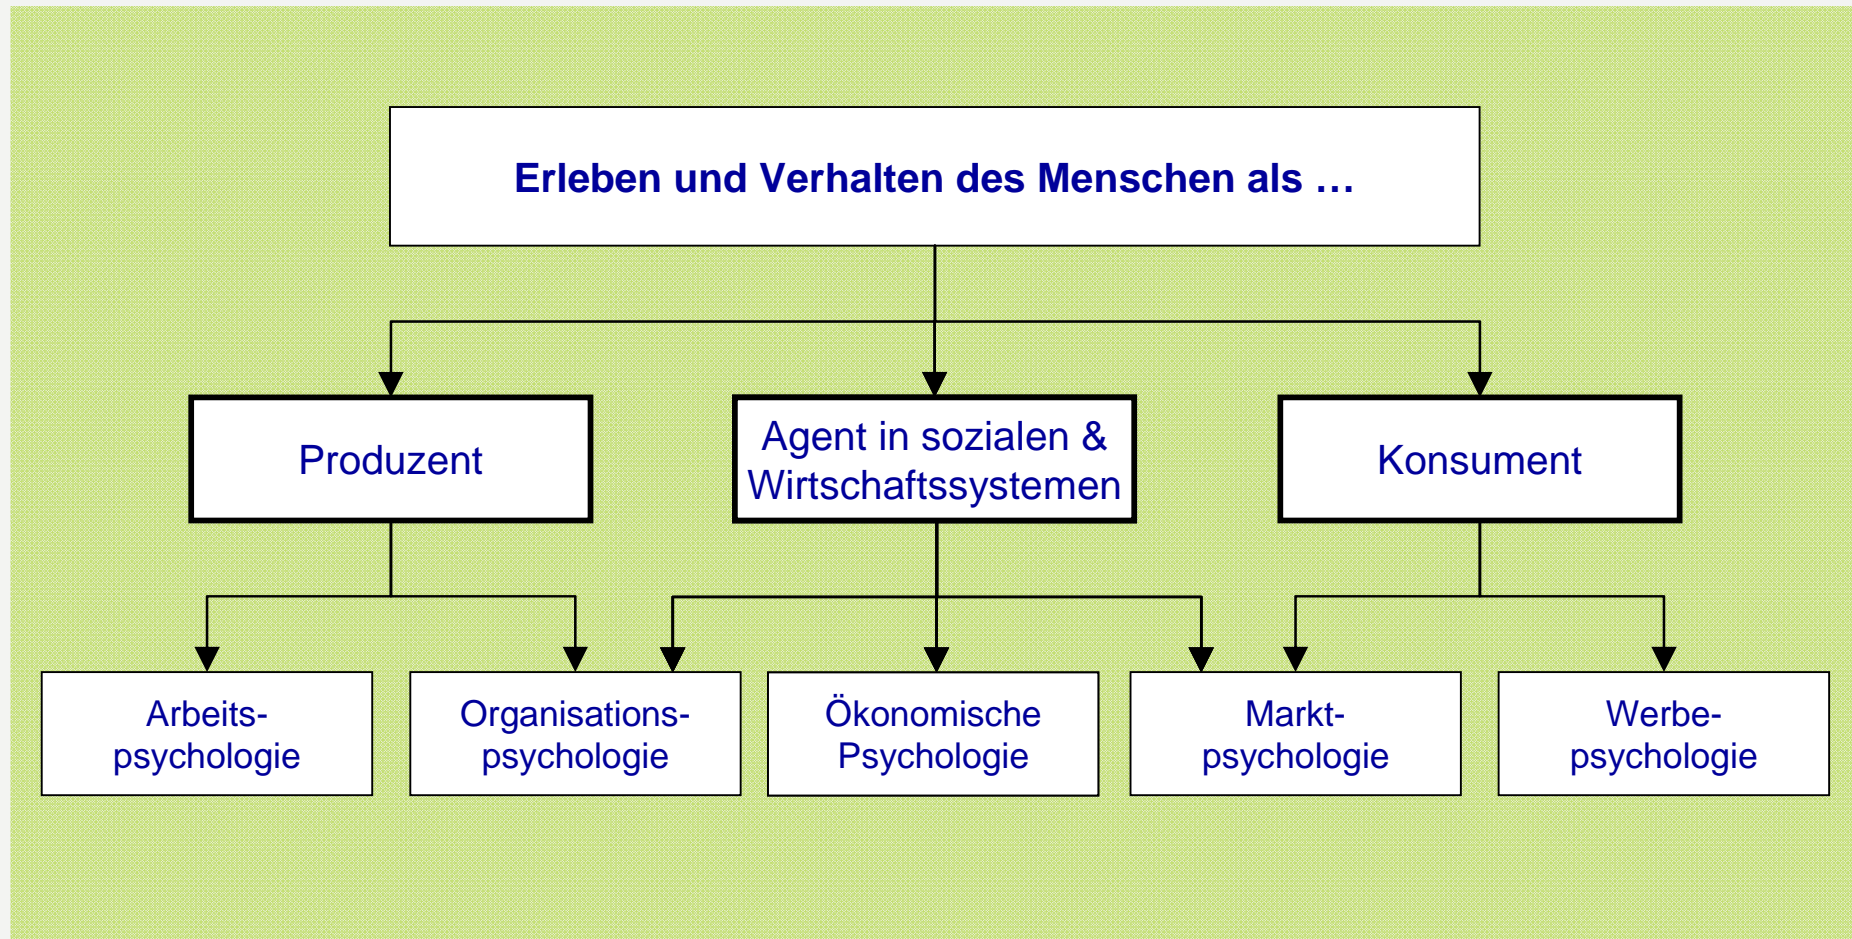 Erleben und Verhalten des Menschen als …
Produzent
Agent in sozialen &
Wirtschaftssystemen
Konsument
Arbeits-
psychologie
Organisations-
psychologie
Ökonomische
Psychologie
Markt-
psychologie
Werbe-
psychologie